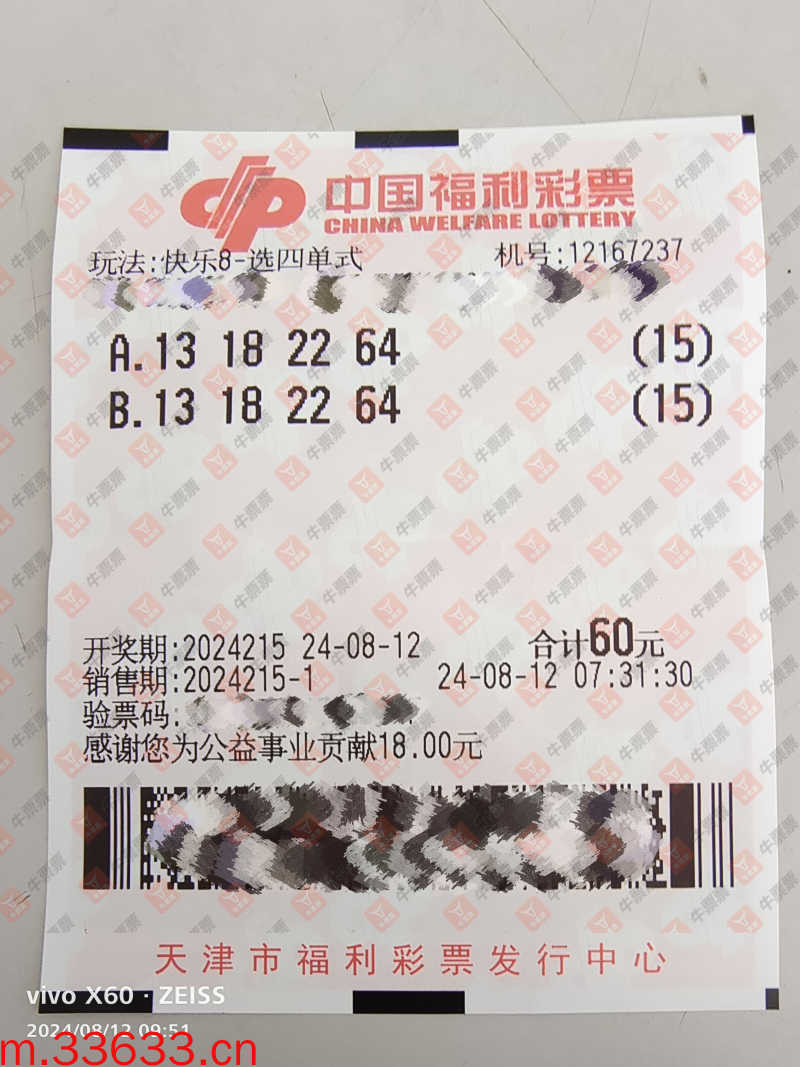 中国福利彩票
CHINA WELFARE LOTTERY
玩法:快乐8-选四单式 机号:12167237
A.13 18 22 64 (15)
B.13 18 22 64 (15)
开奖期:2024215 24-08-12 合计60元
销售期:2024215-1 24-08-12 07:31:30
验票码:
感谢您为公益事业贡献18.00元
天津市福利彩票发行中心
vivo X60 · ZEISS
2024/08/12 09:51
m.33633.cn
牛票票